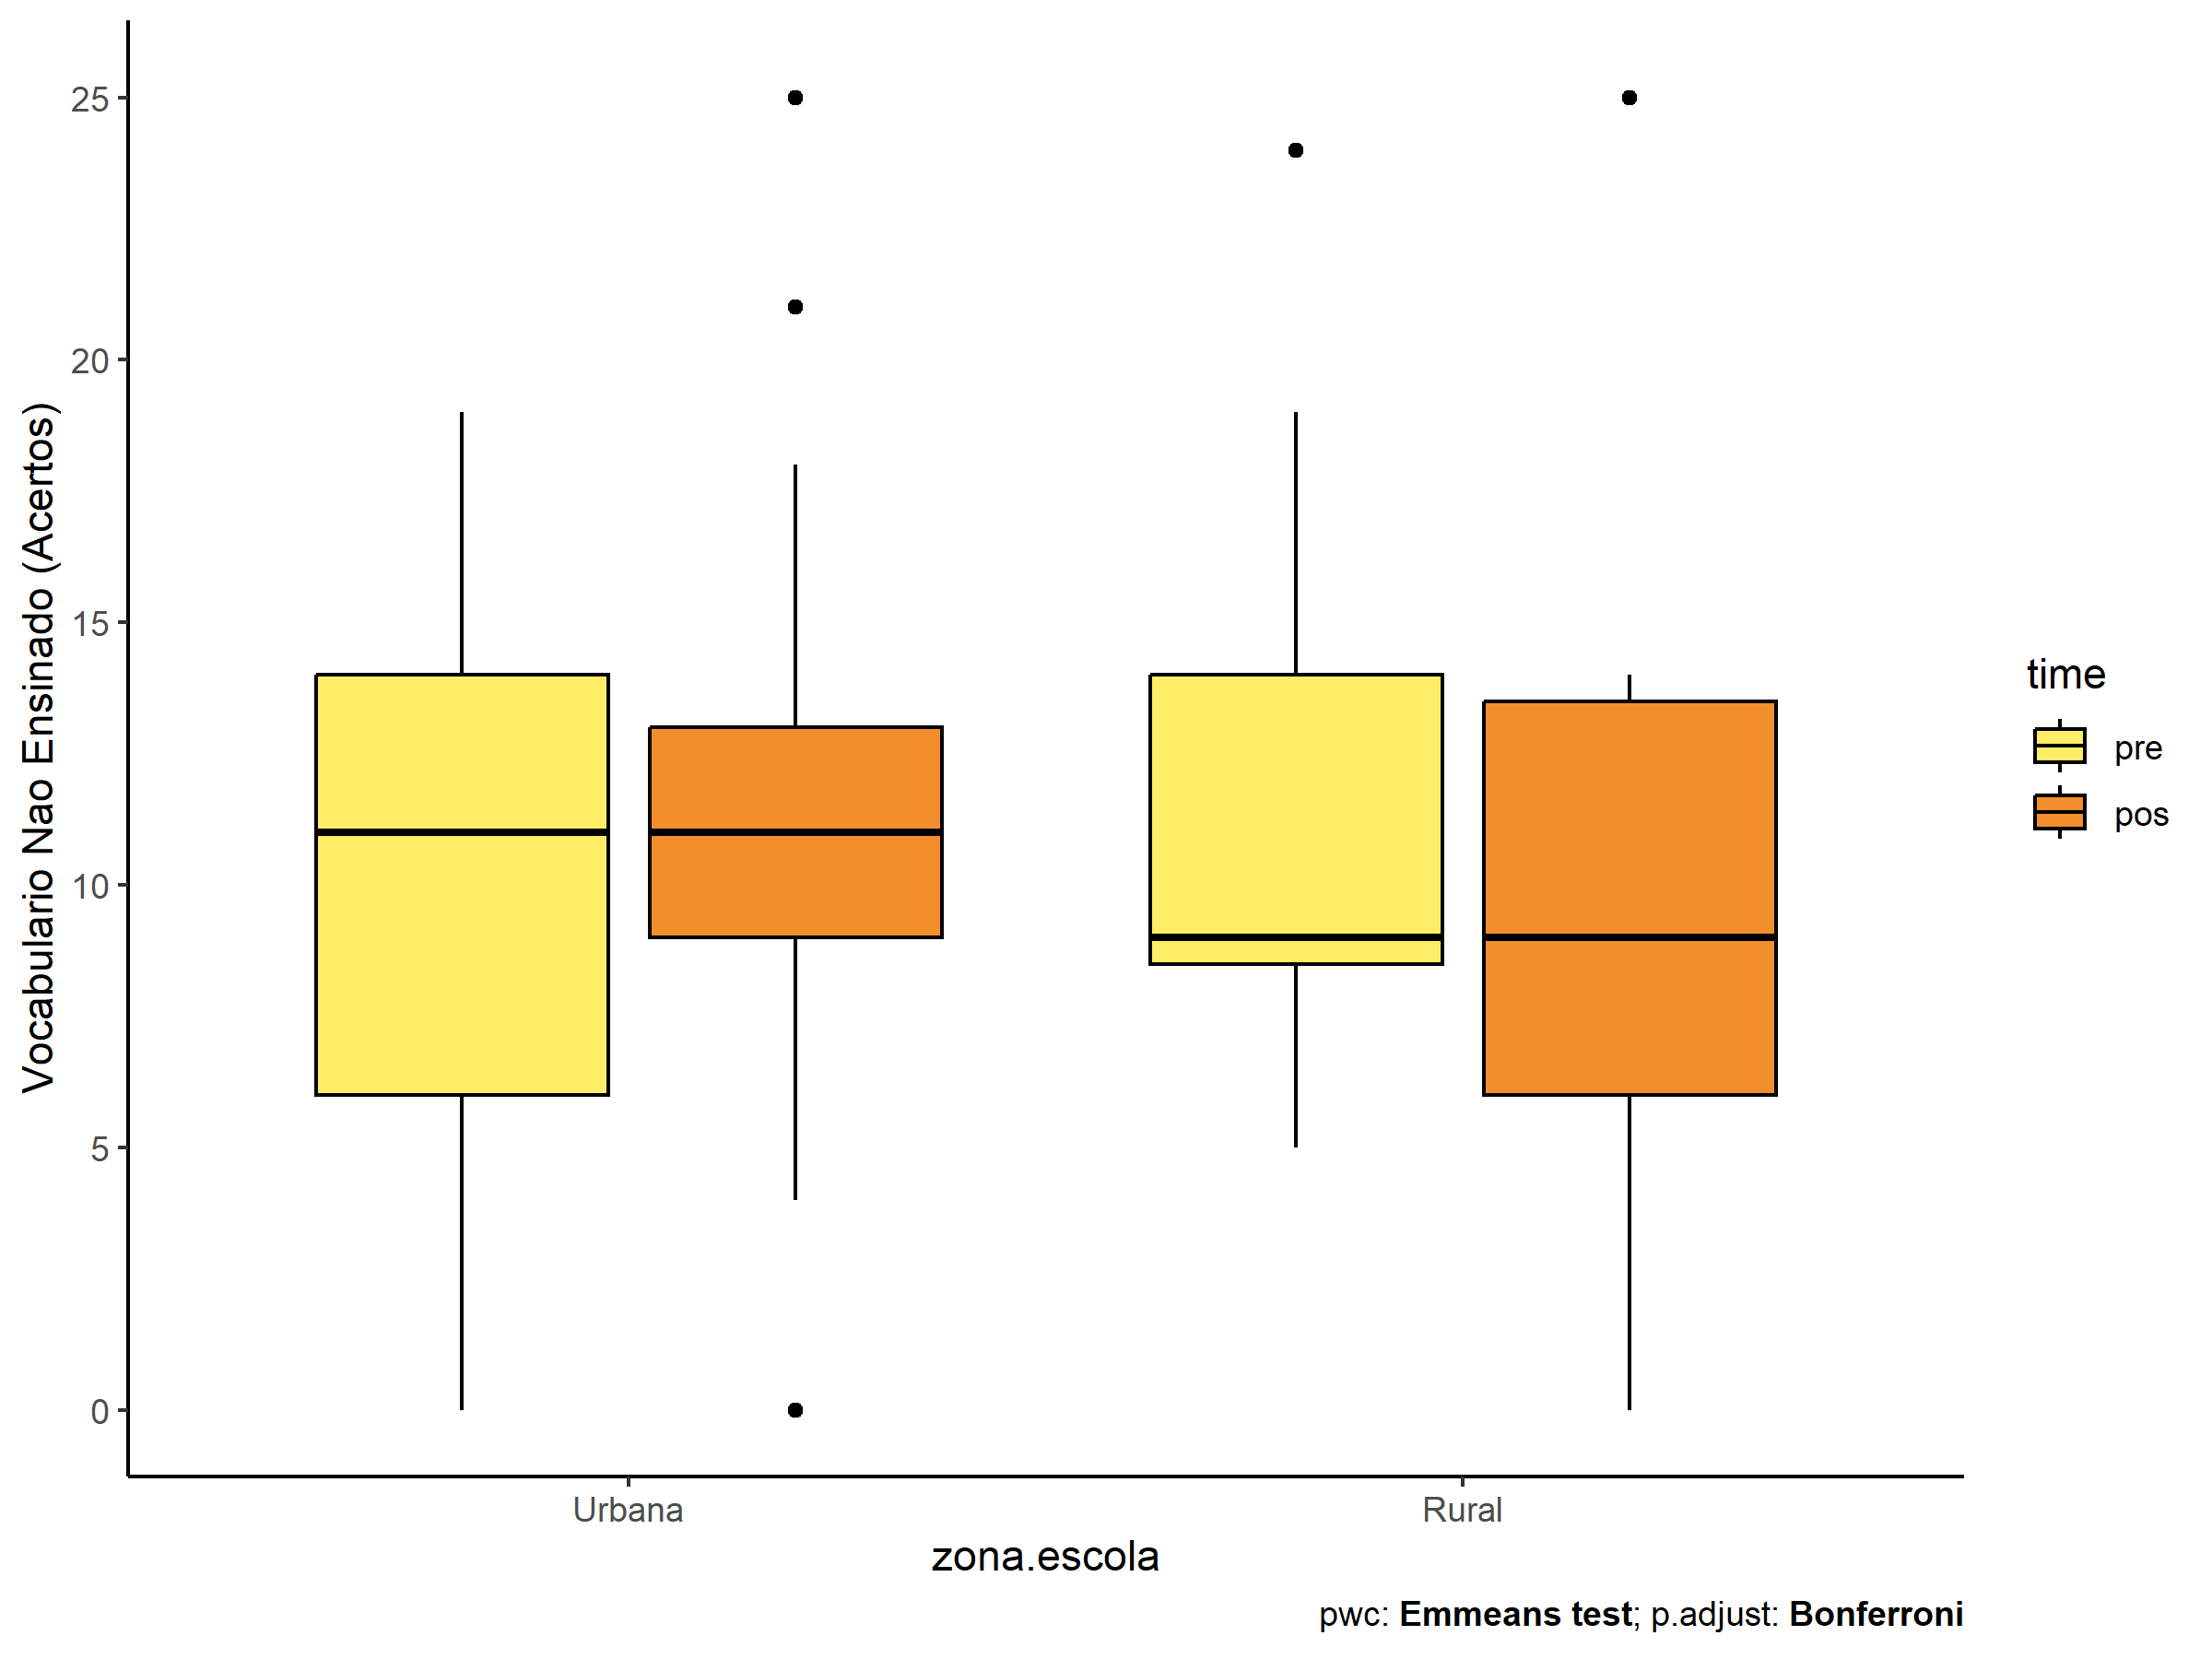 Vocabulario Nao Ensinado (Acertos)
25
20
15
10
5
0
Urbana
Rural
zona.escola
time
pre
pos
pwc: Emmeans test; p.adjust: Bonferroni